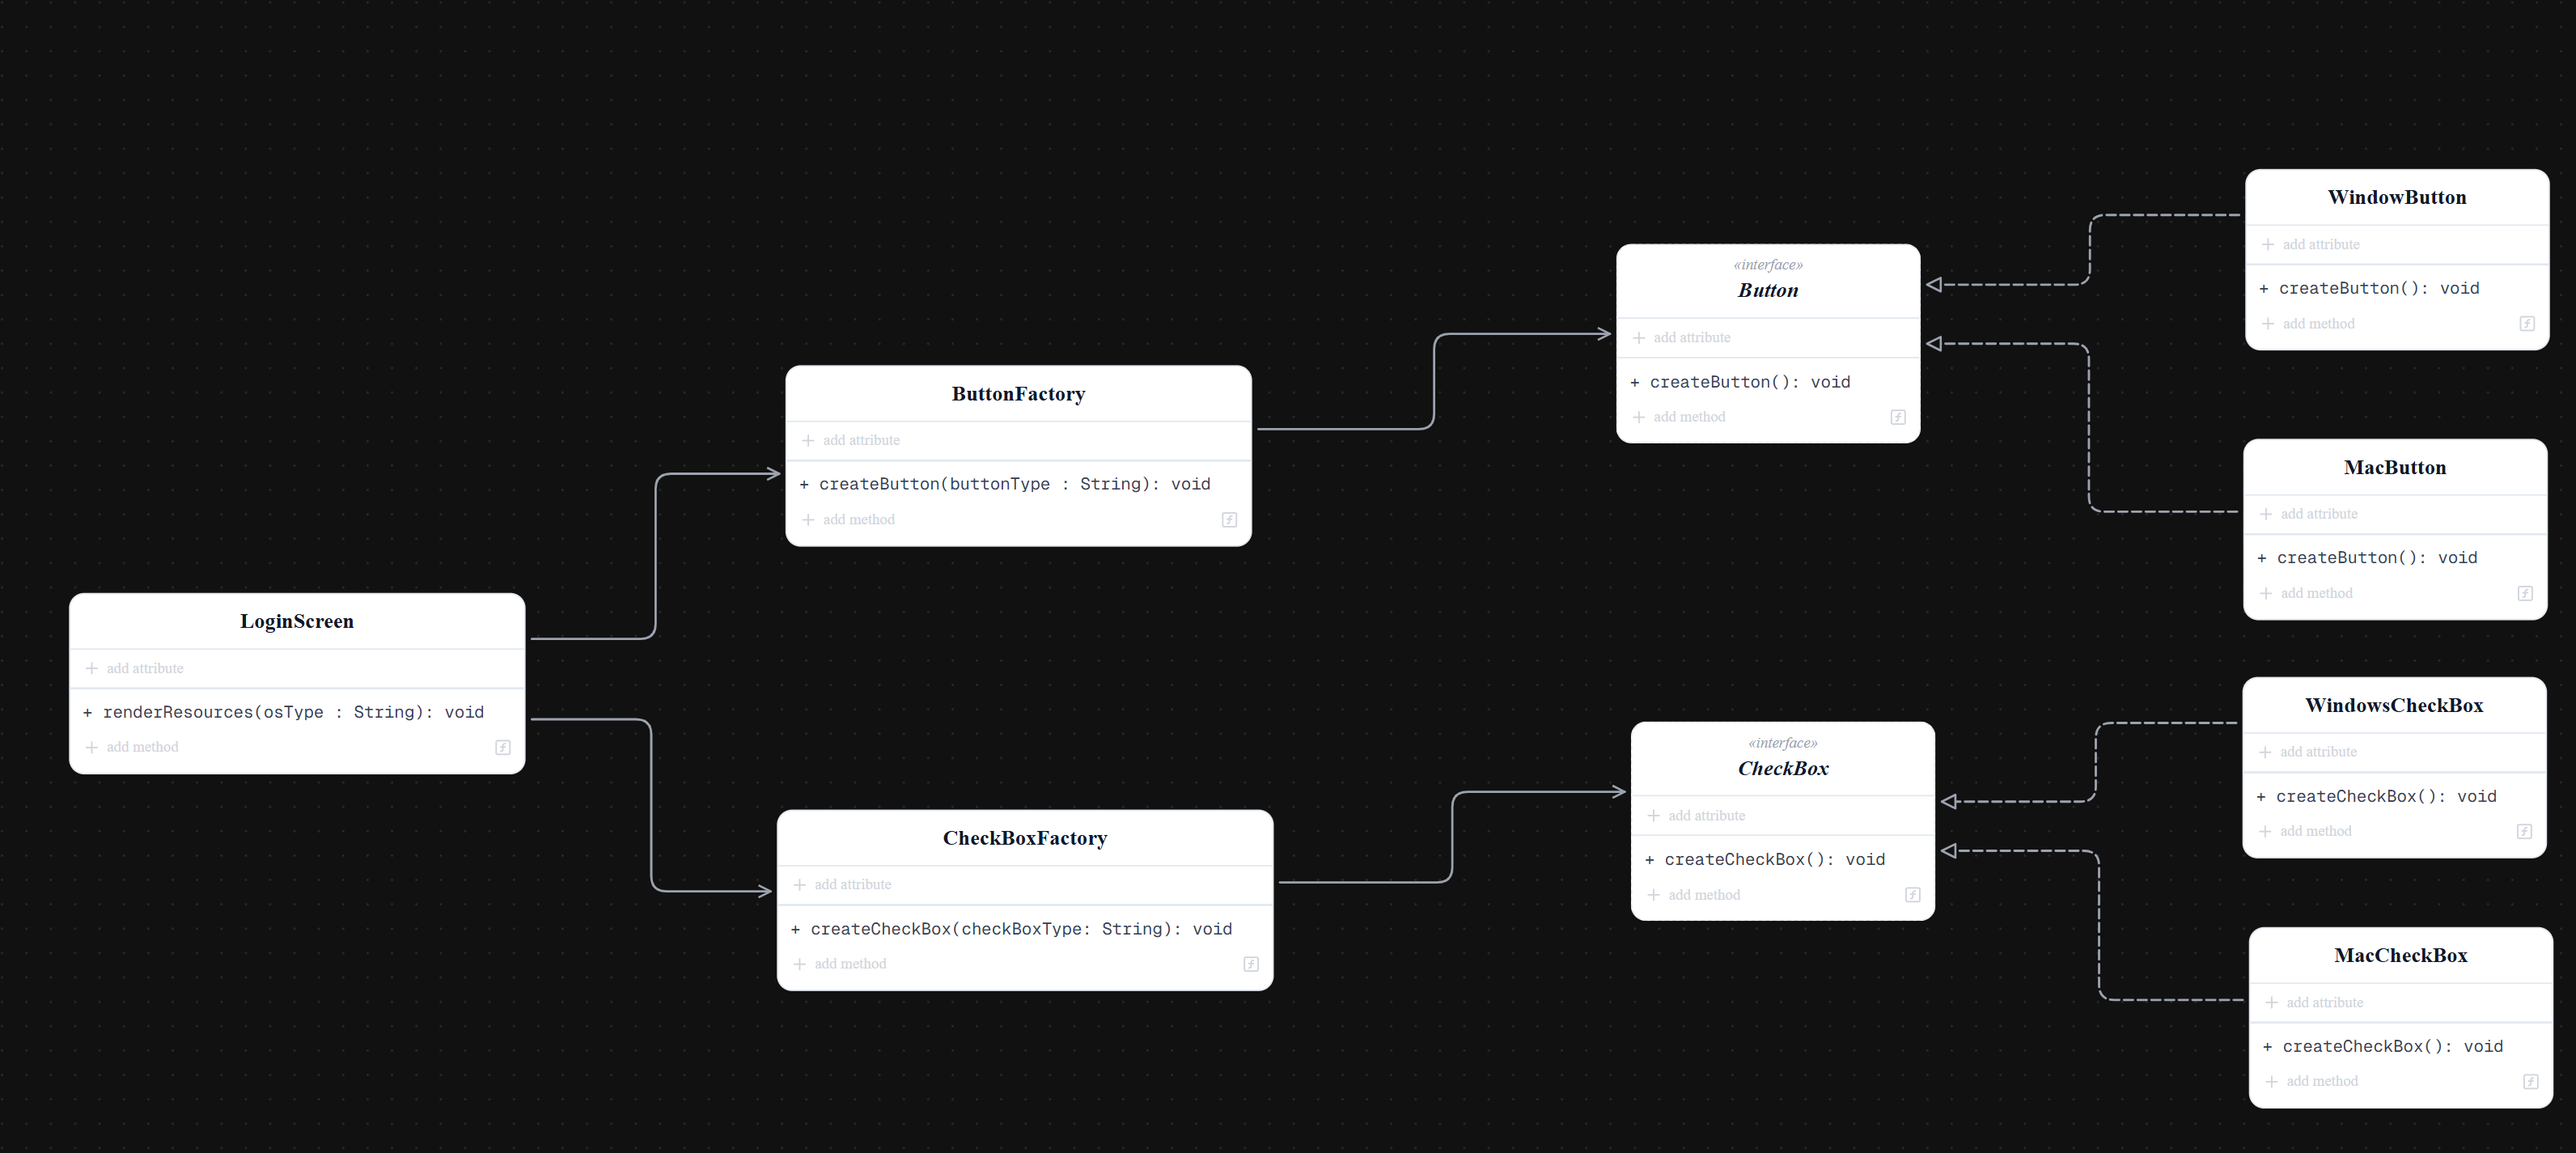 LoginScreen
add attribute
+ renderResources(osType : String): void
add method
ButtonFactory
add attribute
+ createButton(buttonType : String): void
add method
CheckBoxFactory
add attribute
+ createCheckBox(checkBoxType: String): void
add method
«interface»
Button
add attribute
+ createButton(): void
add method
«interface»
CheckBox
add attribute
+ createCheckBox(): void
add method
WindowButton
add attribute
+ createButton(): void
add method
MacButton
add attribute
+ createButton(): void
add method
WindowsCheckBox
add attribute
+ createCheckBox(): void
add method
MacCheckBox
add attribute
+ createCheckBox(): void
add method